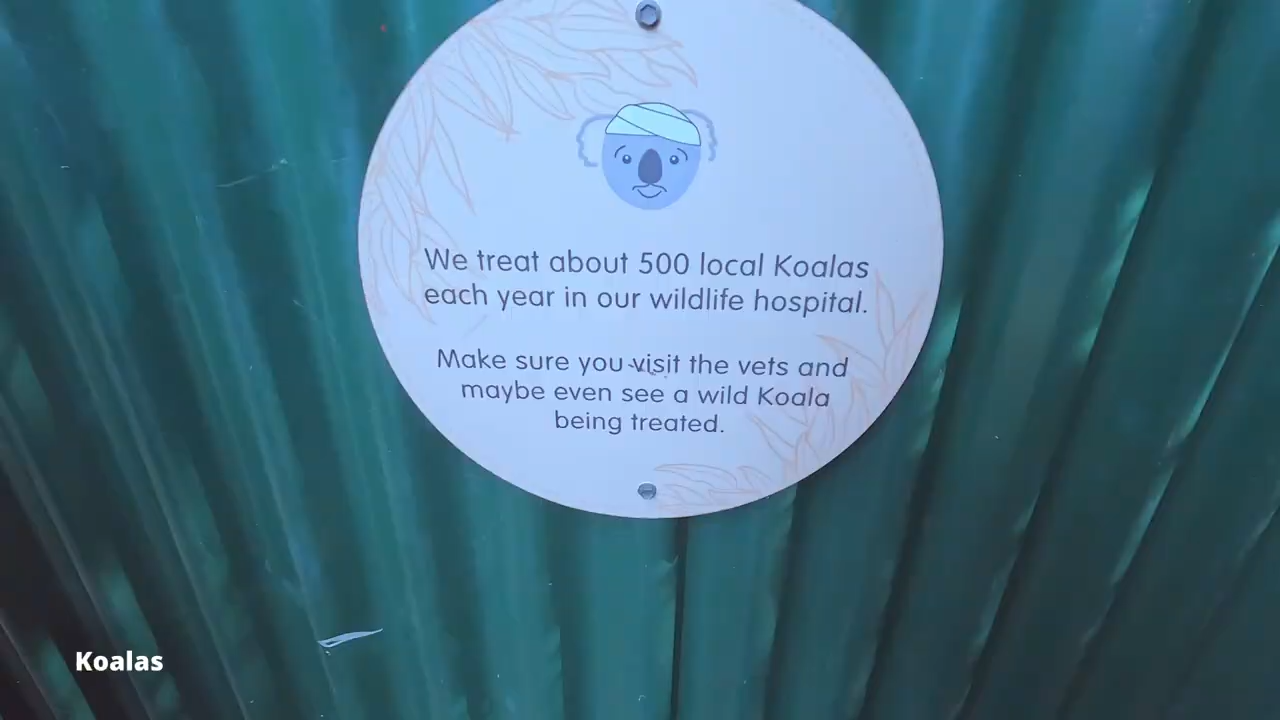 We treat about 500 local Koalas
each year in our wildlife hospital.
Make sure you visit the vets and
maybe even see a wild Koala
being treated.
Koalas